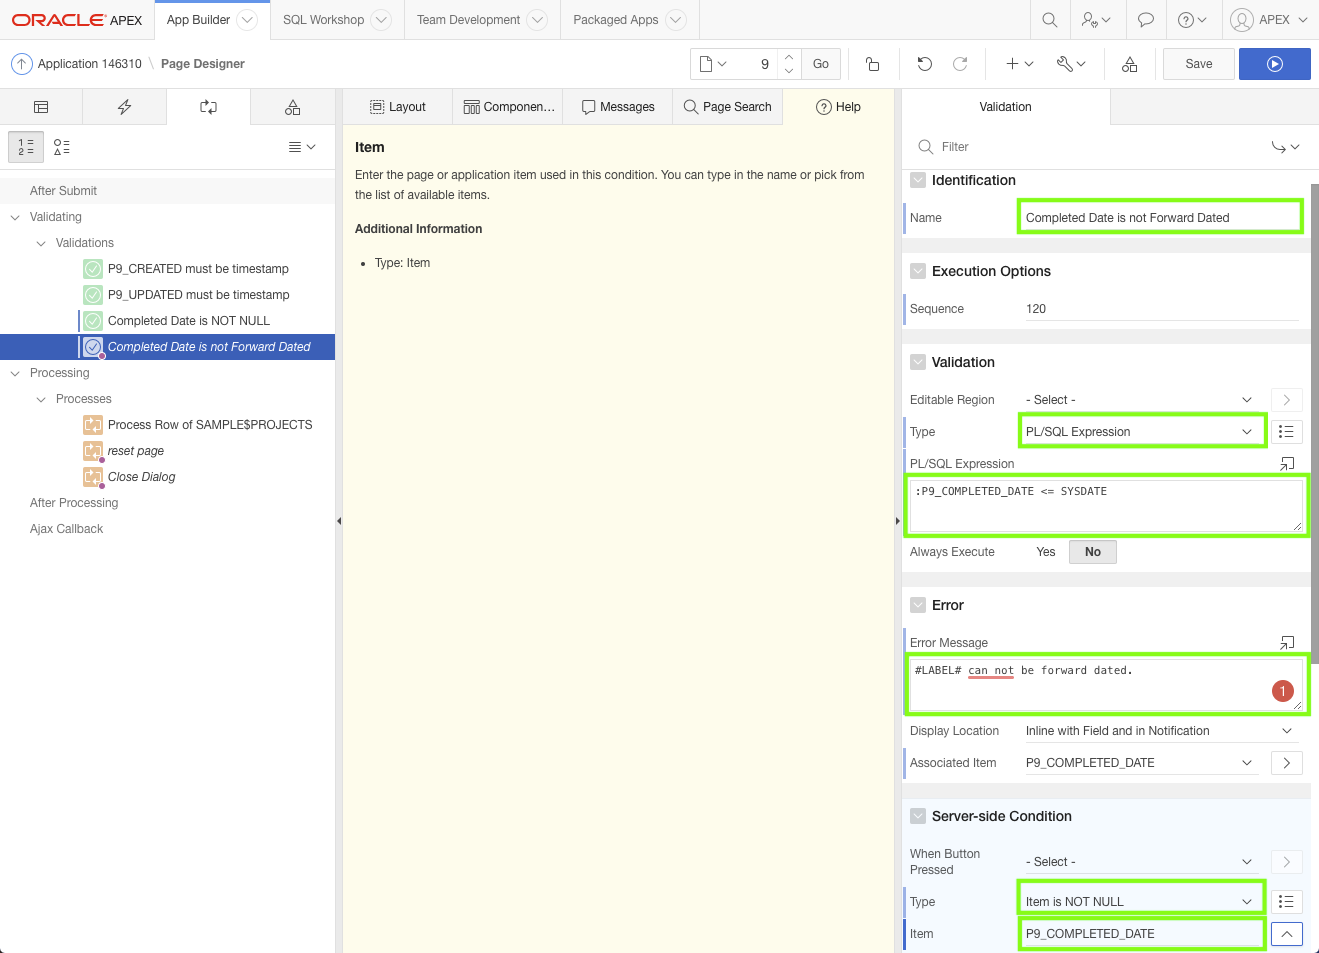 ORACLE APEX
App Builder
SQL Workshop
Team Development
Packaged Apps
APEX
Application 146310 \ Page Designer
9
Go
Save
Layout
Componen...
Messages
Page Search
Help
Validation
1
2
Filter
After Submit
Validating
Validations
P9_CREATED must be timestamp
P9_UPDATED must be timestamp
Completed Date is NOT NULL
Completed Date is not Forward Dated
Processing
Processes
Process Row of SAMPLE$PROJECTS
reset page
Close Dialog
After Processing
Ajax Callback
Item
Enter the page or application item used in this condition. You can type in the name or pick from
the list of available items.
Additional Information
• Type: Item
Identification
Name
Completed Date is not Forward Dated
Execution Options
Sequence
120
Validation
Editable Region
- Select -
Type
PL/SQL Expression
PL/SQL Expression
:P9_COMPLETED_DATE <= SYSDATE
Always Execute
Yes
No
Error
Error Message
#LABEL# can not be forward dated.
1
Display Location
Inline with Field and in Notification
Associated Item
P9_COMPLETED_DATE
Server-side Condition
When Button
Pressed
- Select -
Type
Item is NOT NULL
Item
P9_COMPLETED_DATE